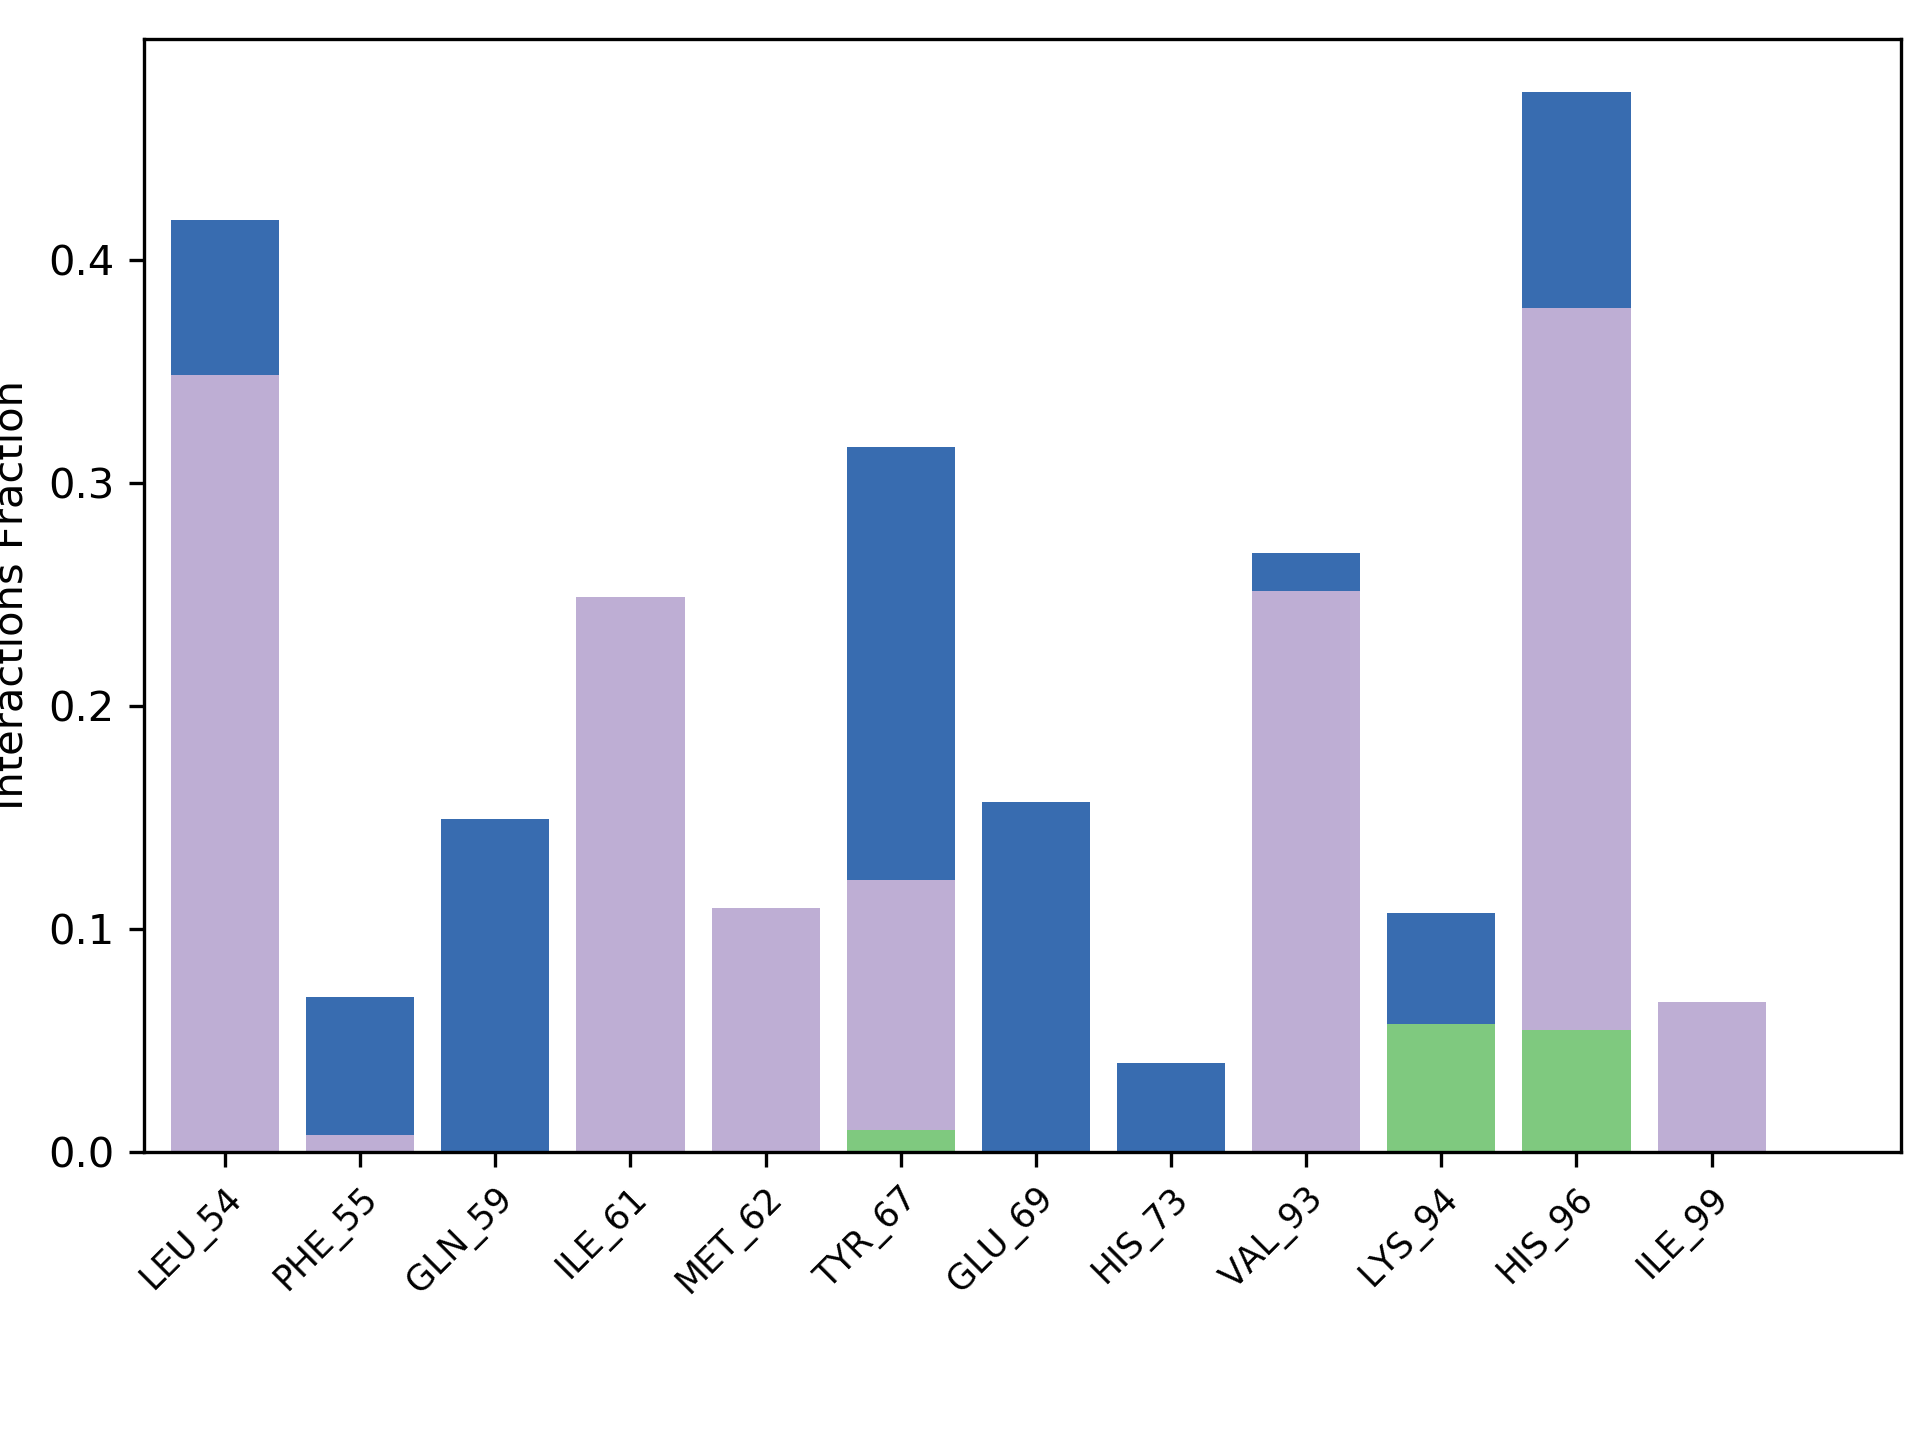 Interactions Fraction
0.4
0.3
0.2
0.1
0.0
LEU_54
PHE_55
GLN_59
ILE_61
MET_62
TYR_67
GLU_69
HIS_73
VAL_93
LYS_94
HIS_96
ILE_99